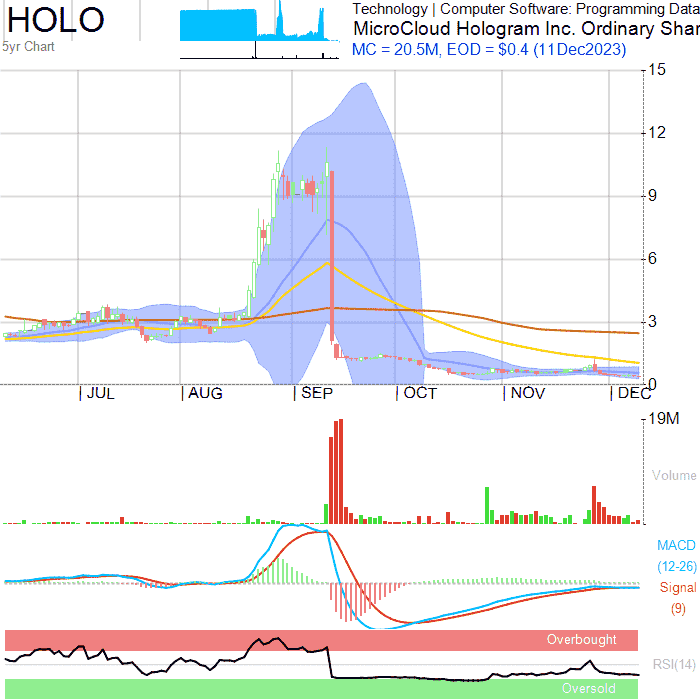 HOLO
Technology | Computer Software: Programming Data
5yr Chart
MicroCloud Hologram Inc. Ordinary Shar
MC = 20.5M, EOD = $0.4 (11Dec2023)
15
12
9
6
3
0
| JUL
| AUG
| SEP
| OCT
| NOV
| DEC
19M
Volume
MACD
(12-26)
Signal
(9)
Overbought
RSI(14)
Oversold